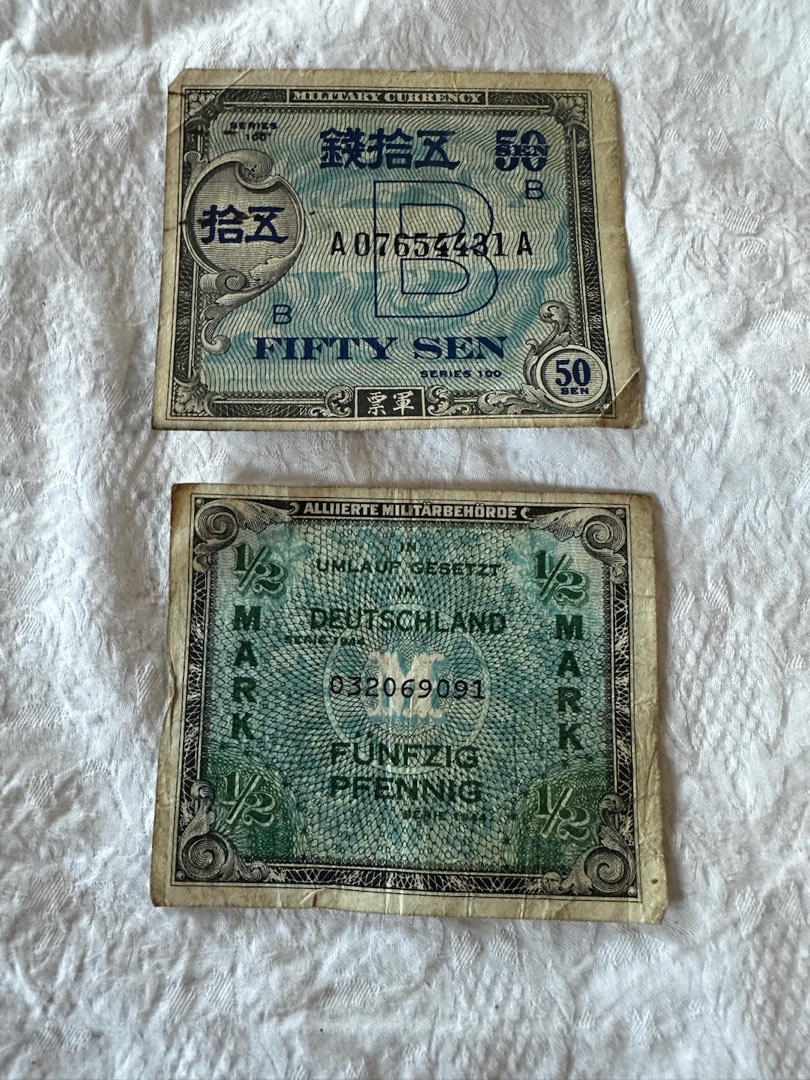 MILITARY CURRENCY
SERIES
100
錢拾五
50
SEN
B
拾五
B
A07654431A
B
FIFTY SEN
SERIES 100
50
SEN
票軍
ALLIIERTE MILITÄRBEHÖRDE
IN
UMLAUF GESETZT
IN
DEUTSCHLAND
SERIE 1944
1/2
MARK
1/2
MARK
M
032069091
FÜNFZIG
PFENNIG
SERIE 1944
1/2
1/2